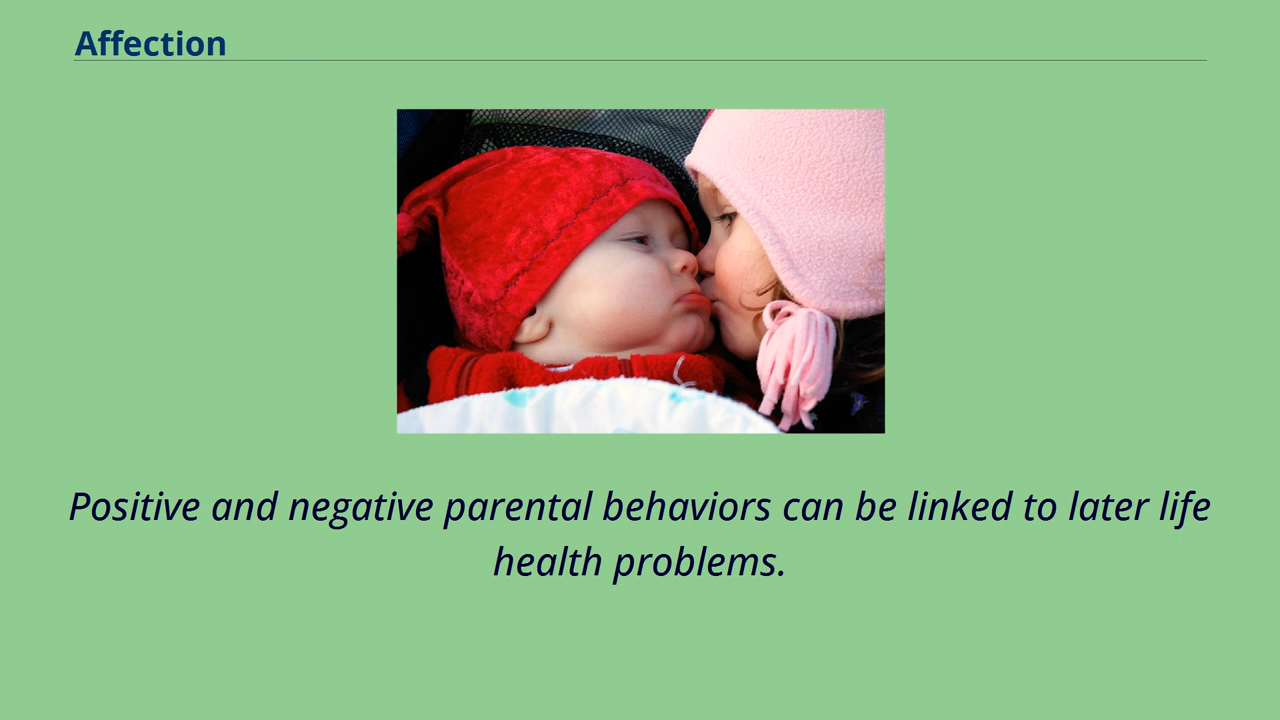 Affection
Positive and negative parental behaviors can be linked to later life
health problems.